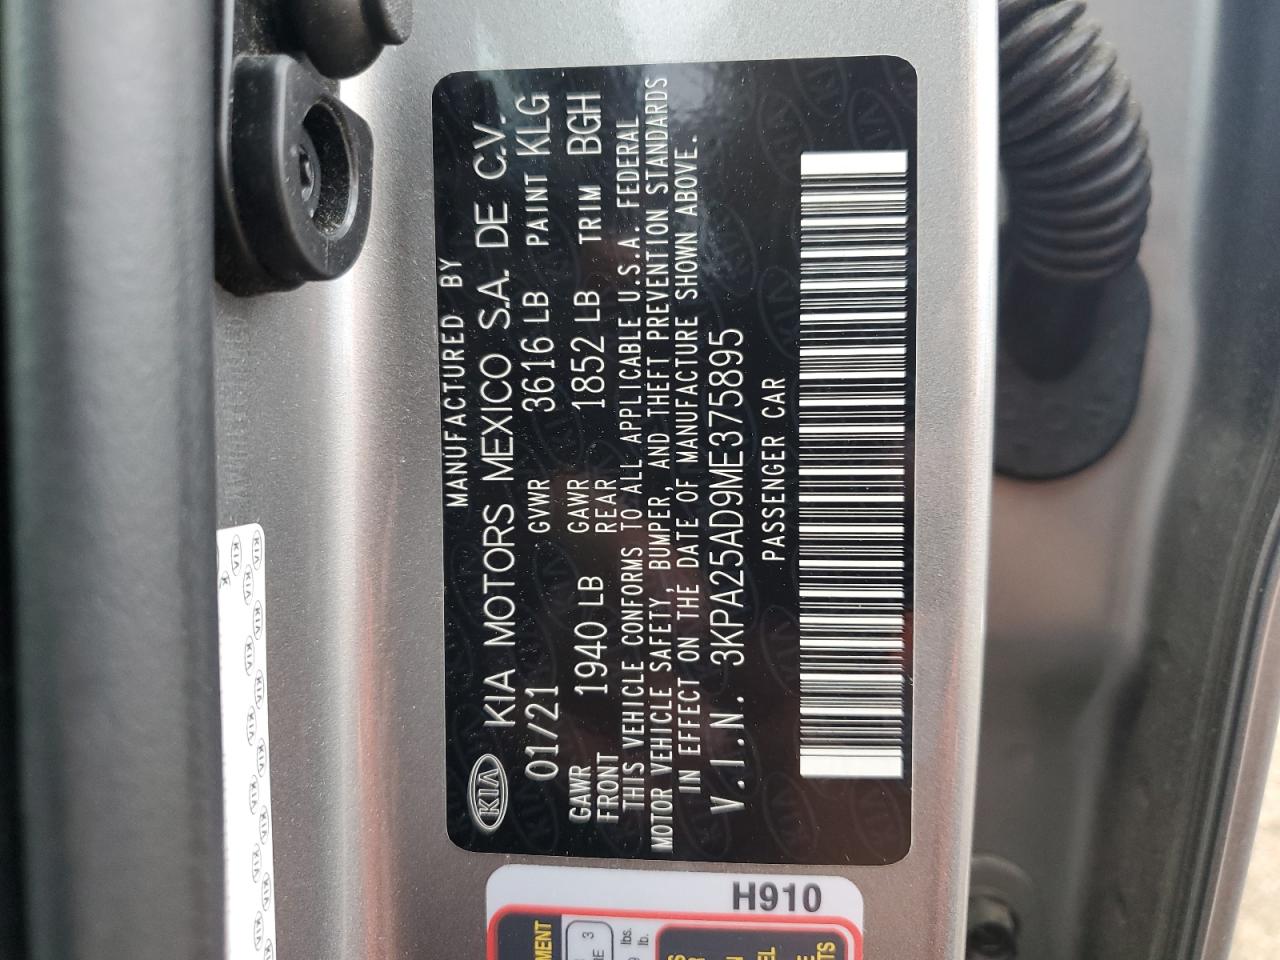 MANUFACTURED BY
KIA KIA MOTORS MEXICO S.A. DE C.V.
01/21 GVWR 3616 LB PAINT KLG
GAWR FRONT 1940 LB GAWR REAR 1852 LB TRIM BGH
THIS VEHICLE CONFORMS TO ALL APPLICABLE U.S.A. FEDERAL
MOTOR VEHICLE SAFETY, BUMPER, AND THEFT PREVENTION STANDARDS
IN EFFECT ON THE DATE OF MANUFACTURE SHOWN ABOVE.
V.I.N. 3KPA25AD9ME375895
PASSENGER CAR
H910